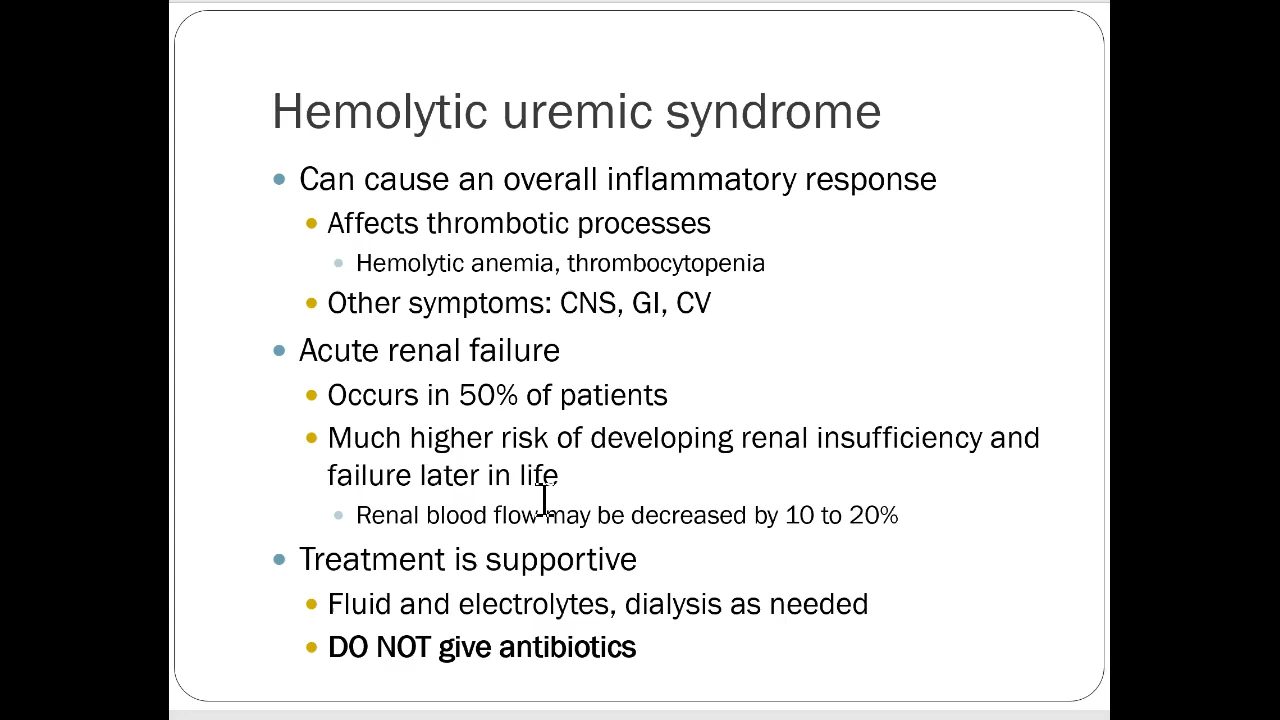 Hemolytic uremic syndrome
Can cause an overall inflammatory response
Affects thrombotic processes
Hemolytic anemia, thrombocytopenia
Other symptoms: CNS, GI, CV
Acute renal failure
Occurs in 50% of patients
Much higher risk of developing renal insufficiency and
failure later in life
Renal blood flow may be decreased by 10 to 20%
Treatment is supportive
Fluid and electrolytes, dialysis as needed
DO NOT give antibiotics